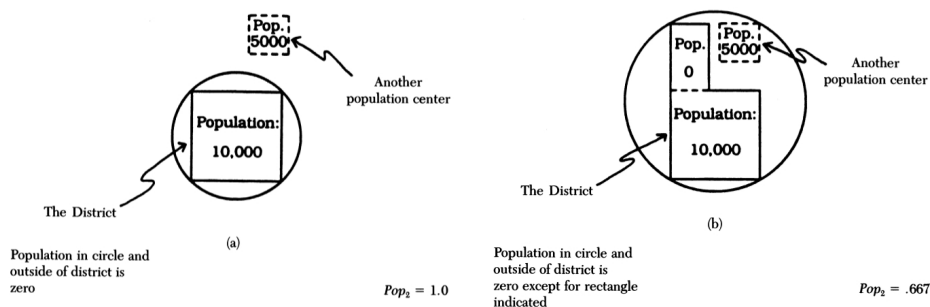 Pop.
5000
Another
population center
Population:
10,000
The District
(a)
Population in circle and
outside of district is
zero
Pop₂ = 1.0
Pop.
0
Pop.
5000
Another
population center
Population:
10,000
The District
(b)
Population in circle and
outside of district is
zero except for rectangle
indicated
Pop₂ = .667